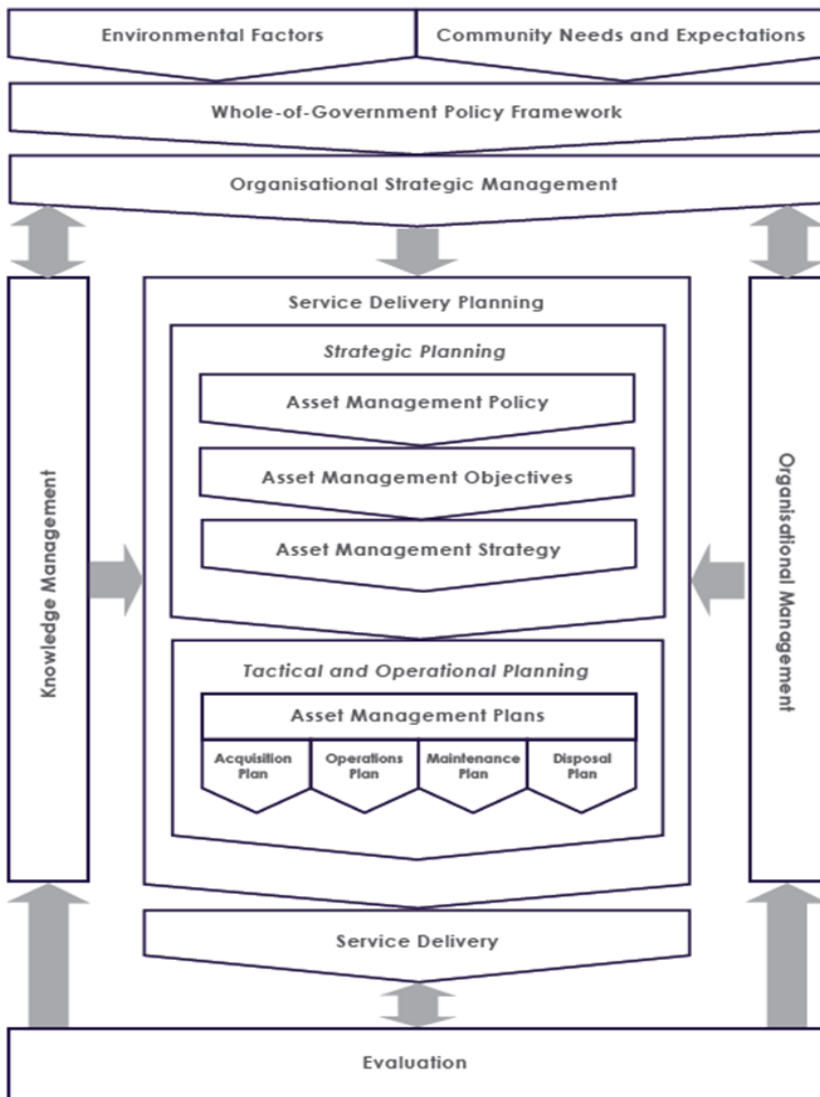 Environmental Factors
Community Needs and Expectations
Whole-of-Government Policy Framework
Organisational Strategic Management
Service Delivery Planning
Strategic Planning
Asset Management Policy
Asset Management Objectives
Asset Management Strategy
Knowledge Management
Organisational Management
Tactical and Operational Planning
Asset Management Plans
Acquisition
Plan
Operations
Plan
Maintenance
Plan
Disposal
Plan
Service Delivery
Evaluation